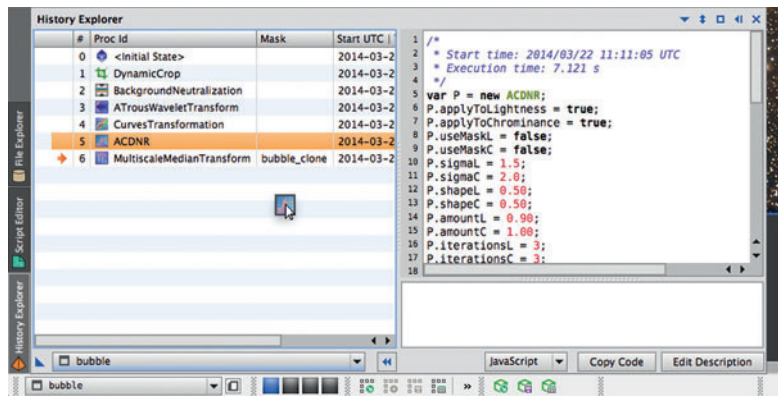 History Explorer
# Proc Id Mask Start UTC
0 <Initial State> 2014-03-2
1 DynamicCrop 2014-03-2
2 BackgroundNeutralization 2014-03-2
3 ATrousWaveletTransform 2014-03-2
4 CurvesTransformation 2014-03-2
5 ACDNR 2014-03-2
6 MultiscaleMedianTransform bubble_clone 2014-03-2
1 /*
2 * Start time: 2014/03/22 11:11:05 UTC
3 * Execution time: 7.121 s
4 */
5 var P = new ACDNR;
6 P.applyToLightness = true;
7 P.applyToChrominance = true;
8 P.useMaskL = false;
9 P.useMaskC = false;
10 P.sigmaL = 1.5;
11 P.sigmaC = 2.0;
12 P.shapeL = 0.50;
13 P.shapeC = 0.50;
14 P.amountL = 0.90;
15 P.amountC = 1.00;
16 P.iterationsL = 3;
17 P.iterationsC = 3;
18
File Explorer
Script Editor
History Explorer
bubble
JavaScript Copy Code Edit Description
bubble